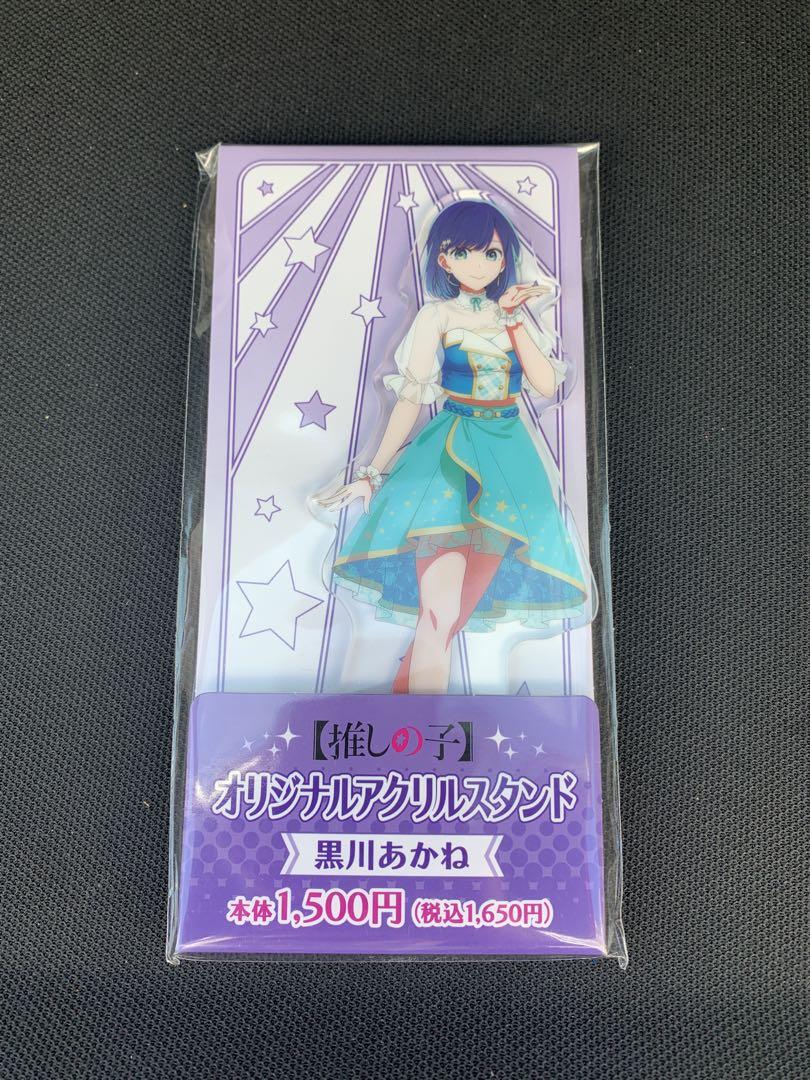 【推しの子】
オリジナルアクリルスタンド
黒川あかね
本体1,500円(税込1,650円)